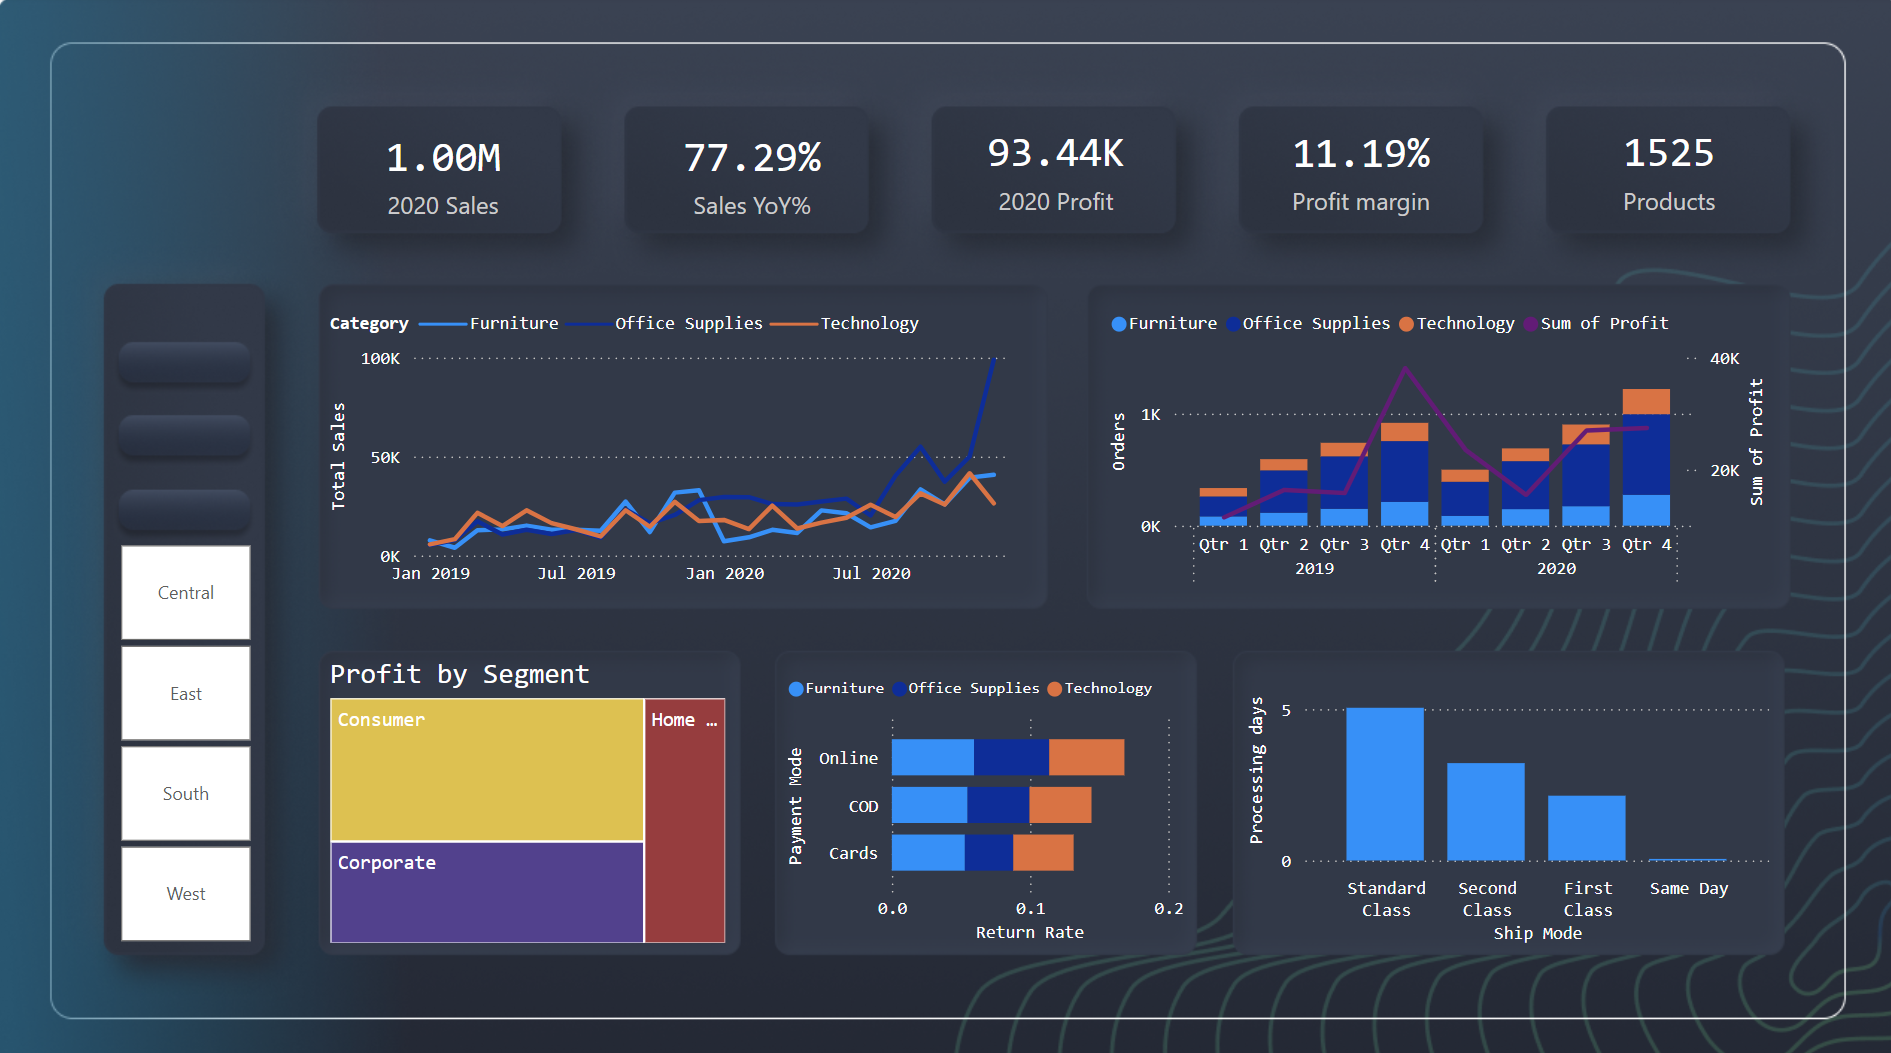 1.00M
2020 Sales
77.29%
Sales YoY%
93.44K
2020 Profit
11.19%
Profit margin
1525
Products
Central
East
South
West
Category Furniture Office Supplies Technology
Total sales
100K
50K
0K
Jan 2019 Jul 2019 Jan 2020 Jul 2020
Furniture Office Supplies Technology Sum of Profit
Orders
1K
0K
40K
20K
Sum of Profit
Qtr 1 Qtr 2 Qtr 3 Qtr 4 Qtr 1 Qtr 2 Qtr 3 Qtr 4
2019 2020
Profit by Segment
Consumer
Home ...
Corporate
Furniture Office Supplies Technology
Payment Mode
Online
COD
Cards
0.0 0.1 0.2
Return Rate
Processing days
5
0
Standard Class
Second Class
First Class
Same Day
Ship Mode